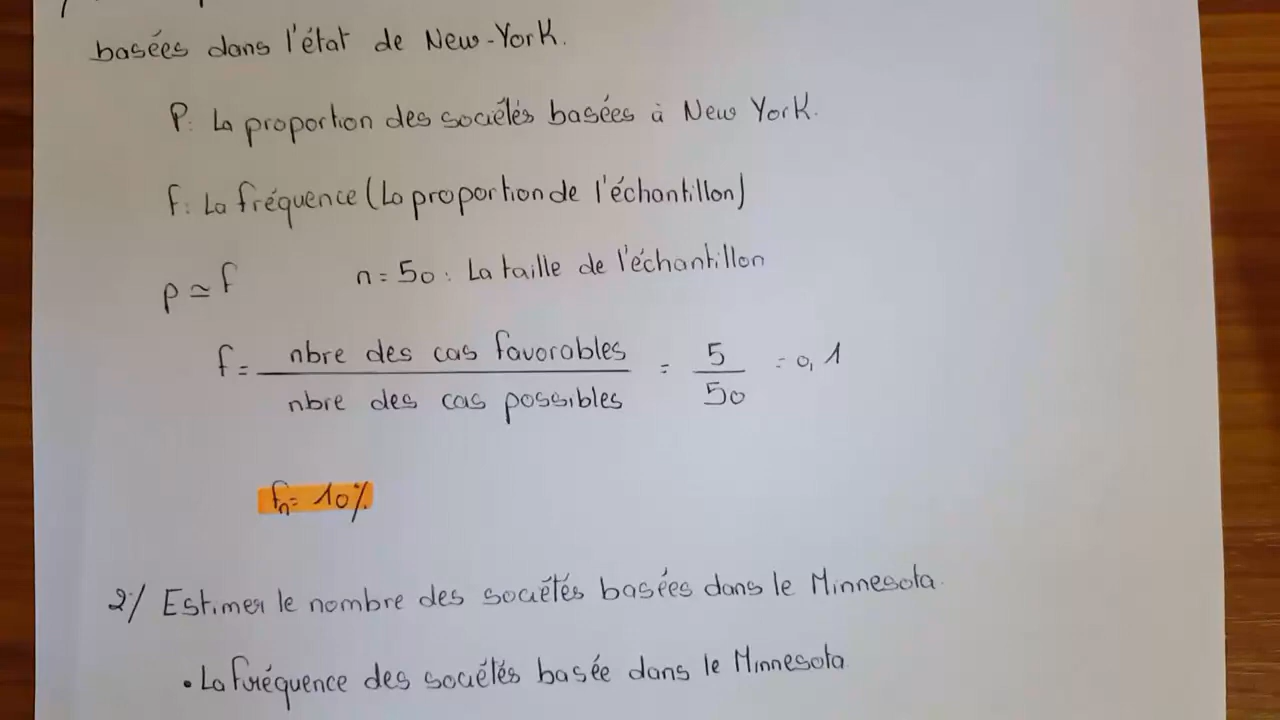 basées dans l'état de New-York.
P: La proportion des sociétés basées à New York.
f: La fréquence (La proportion de l'échantillon)
p ≃ f n = 50 : La taille de l'échantillon
f = nbre des cas favorables / nbre des cas possibles = 5/50 = 0,1
fn = 10%
2/ Estimer le nombre des sociétés basées dans le Minnesota.
• La fréquence des sociétés basée dans le Minnesota